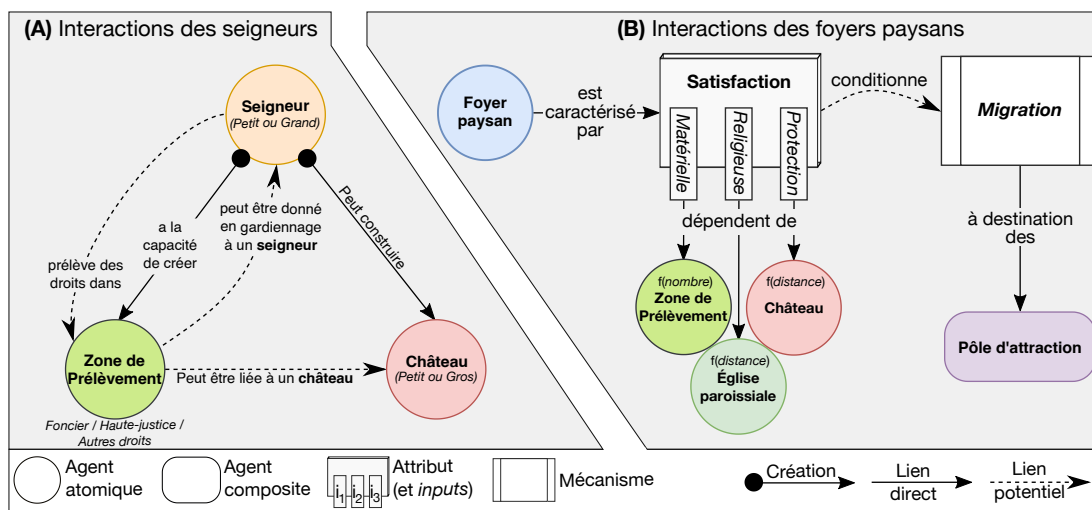 (A) Interactions des seigneurs
Seigneur
(Petit ou Grand)
a la
capacité
de créer
peut être donné
en gardiennage
à un seigneur
Peut construire
prélève des
droits dans
Zone de
Prélèvement
Peut être liée à un château
Château
(Petit ou Gros)
Foncier / Haute-justice /
Autres droits
(B) Interactions des foyers paysans
Foyer
paysan
est
caractérisé
par
Satisfaction
Matérielle
Religieuse
Protection
conditionne
Migration
dépendent de
à destination
des
f(nombre)
Zone de
Prélèvement
f(distance)
Château
f(distance)
Église
paroissiale
Pôle d'attraction
Agent
atomique
Agent
composite
i1 i2 i3
Attribut
(et inputs)
Mécanisme
Création
Lien
direct
Lien
potentiel